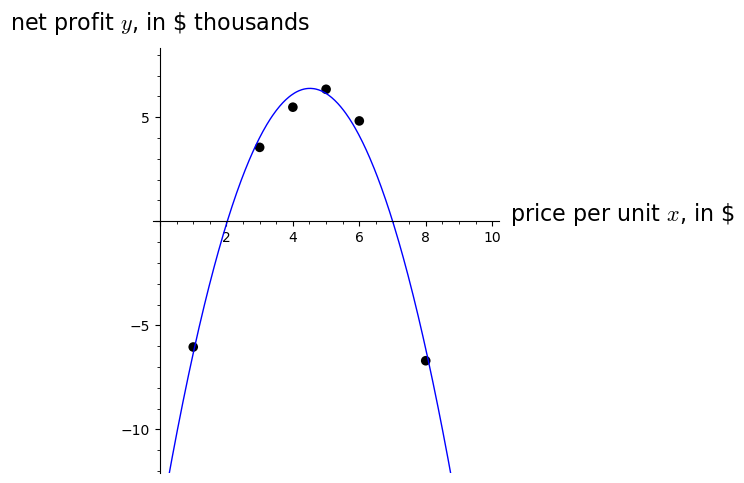 net profit y, in $ thousands
5
price per unit x, in $
2 4 6 8 10
−5
−10